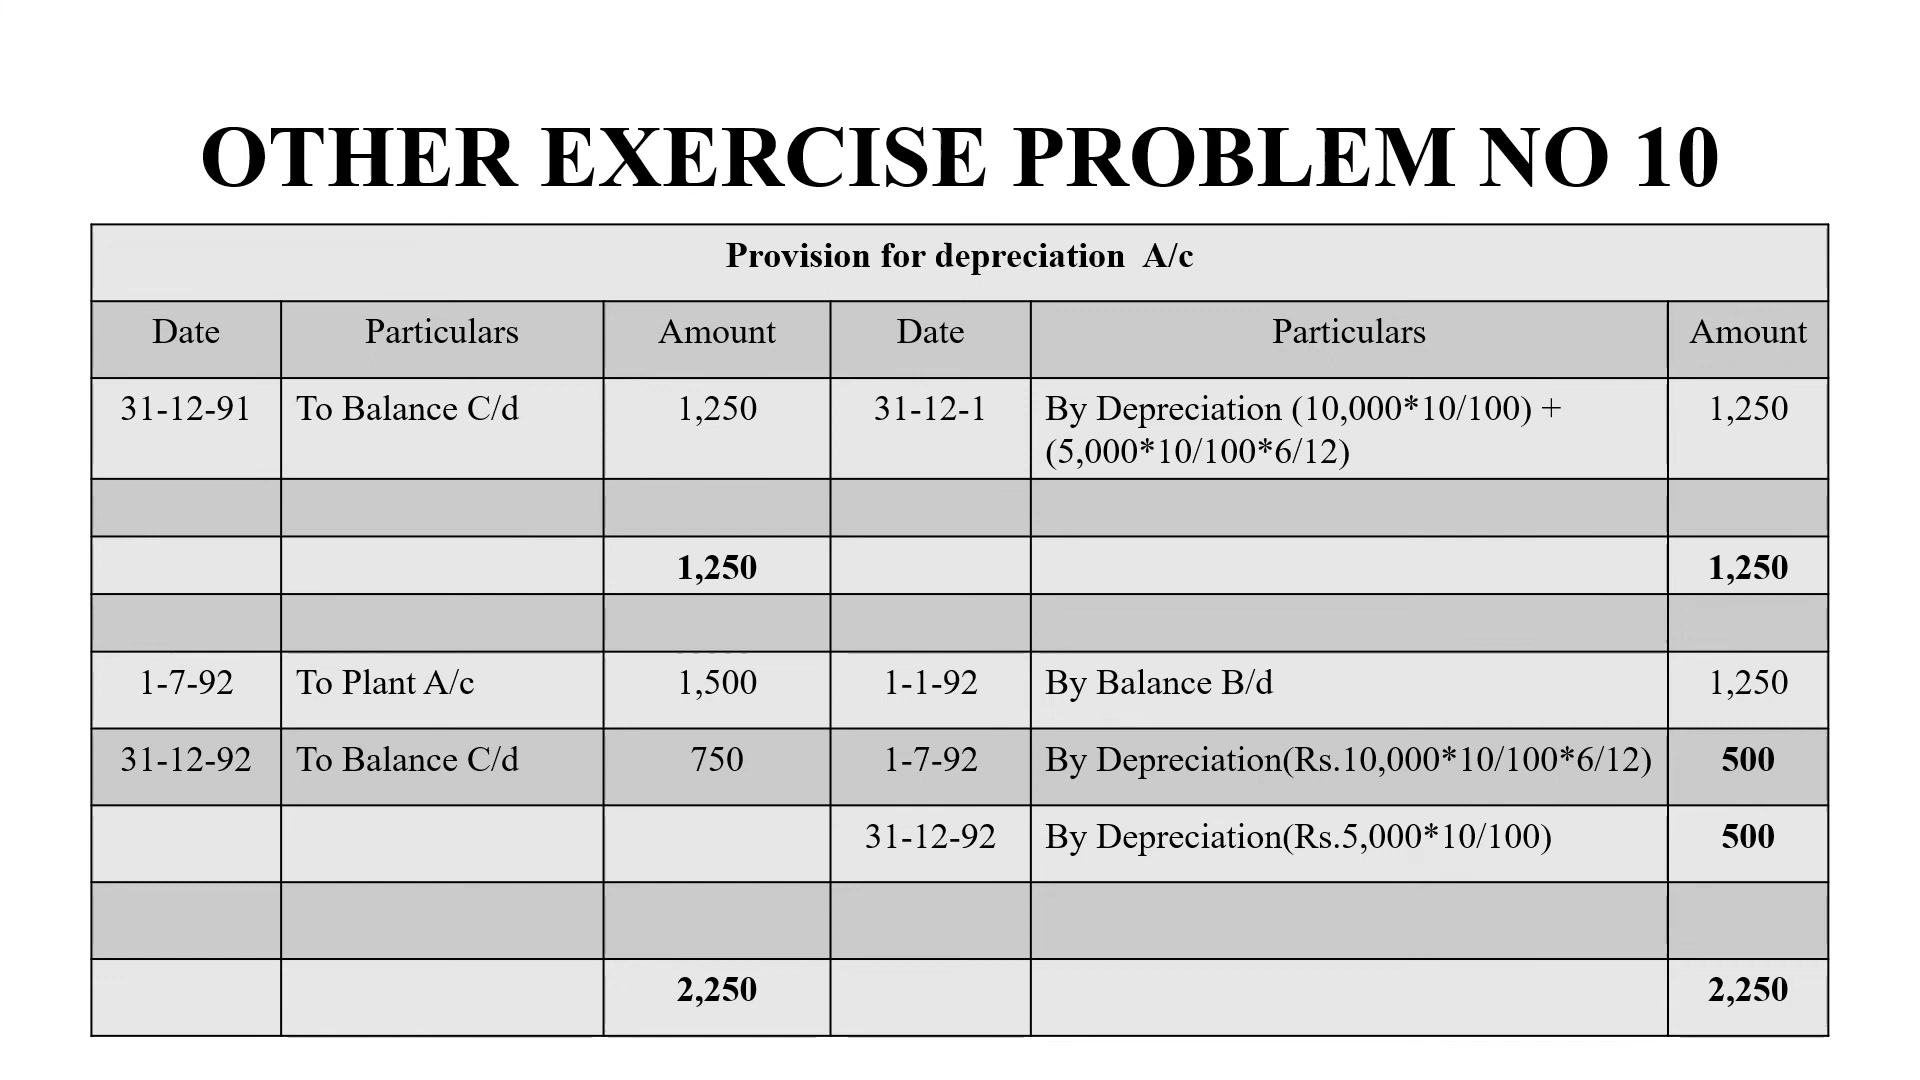 OTHER EXERCISE PROBLEM NO 10
Provision for depreciation A/c
Date Particulars Amount Date Particulars Amount
31-12-91 To Balance C/d 1,250 31-12-1 By Depreciation (10,000*10/100) + 1,250
(5,000*10/100*6/12)
1,250 1,250
1-7-92 To Plant A/c 1,500 1-1-92 By Balance B/d 1,250
31-12-92 To Balance C/d 750 1-7-92 By Depreciation(Rs.10,000*10/100*6/12) 500
31-12-92 By Depreciation(Rs.5,000*10/100) 500
2,250 2,250